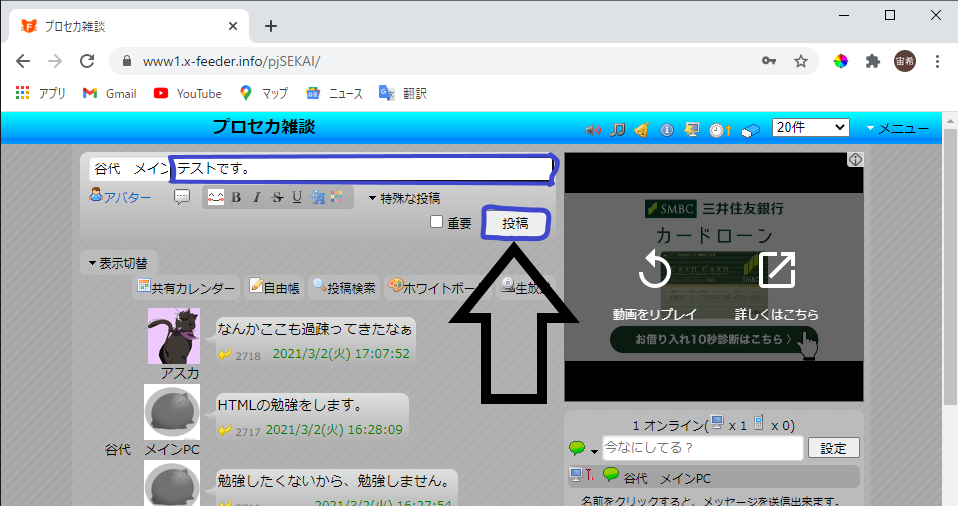 プロセカ雑談
www1.x-feeder.info/pjSEKAI/
宙希
アプリ Gmail YouTube マップ ニュース 翻訳
プロセカ雑談
20件
メニュー
谷代 メイン テストです。
アバター
B I S U
特殊な投稿
重要 投稿
表示切替
共有カレンダー 自由帳 投稿検索 ホワイトボー 生放
なんかここも過疎ってきたなぁ
2718 2021/3/2(火) 17:07:52
アスカ
HTMLの勉強をします。
2717 2021/3/2(火) 16:28:09
谷代 メインPC
勉強したくないから、勉強しません。
2021/3/2(火) 16:27:54
SMBC 三井住友銀行
カードローン
CASH CARD
動画をリプレイ 詳しくはこちら
お借り入れ10秒診断はこちら
1 オンライン( x 1 x 0)
今なにしてる？ 設定
谷代 メインPC
名前をクリックすると、メッセージを送信出来ます。